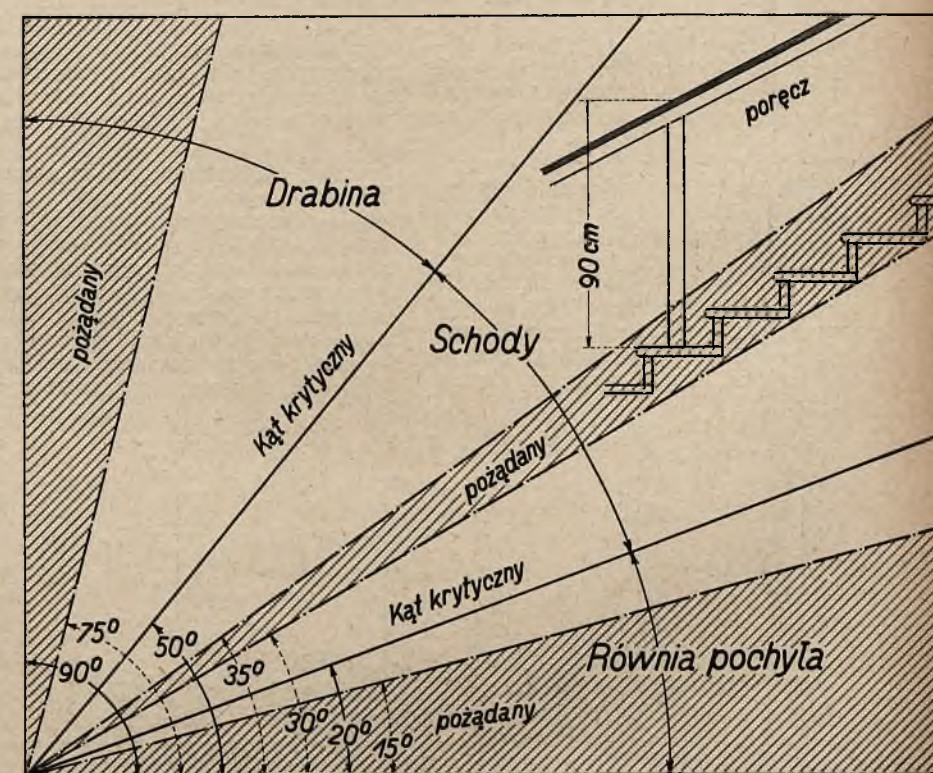 poręcz
Drabina
90 cm
pożądany
Schody
Kąt krytyczny
pożądany
Kąt krytyczny
75°
50°
90°
35°
Równia pochyła
30°
20°
15°
pożądany